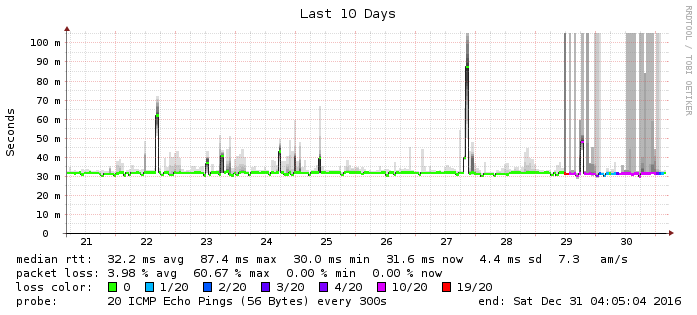 Last 10 Days
RRDTOOL / TOBI OETIKER
Seconds
100 m
90 m
80 m
70 m
60 m
50 m
40 m
30 m
20 m
10 m
0
21 22 23 24 25 26 27 28 29 30
median rtt: 32.2 ms avg 87.4 ms max 30.0 ms min 31.6 ms now 4.4 ms sd 7.3 am/s
packet loss: 3.98 % avg 60.67 % max 0.00 % min 0.00 % now
loss color: 0 1/20 2/20 3/20 4/20 10/20 19/20
probe: 20 ICMP Echo Pings (56 Bytes) every 300s end: Sat Dec 31 04:05:04 2016